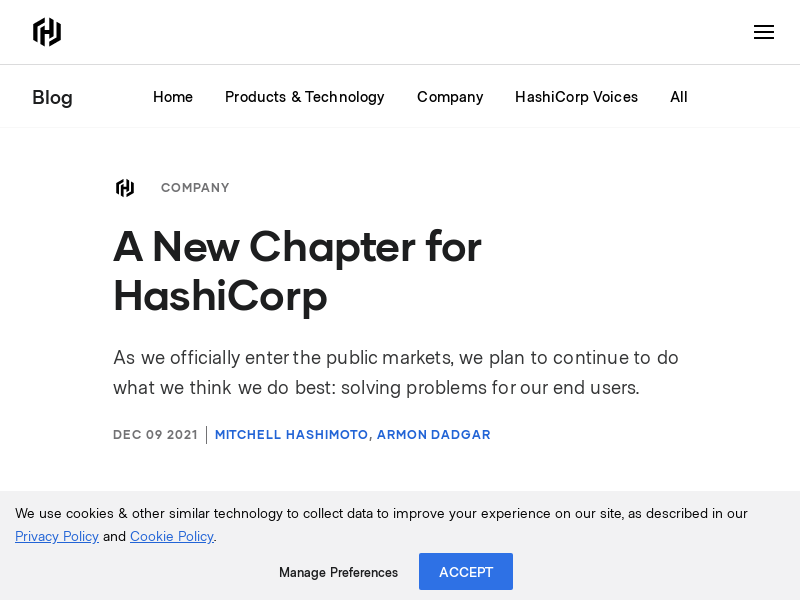 Blog
Home
Products & Technology
Company
HashiCorp Voices
All
COMPANY
A New Chapter for
HashiCorp
As we officially enter the public markets, we plan to continue to do
what we think we do best: solving problems for our end users.
DEC 09 2021 | MITCHELL HASHIMOTO, ARMON DADGAR
We use cookies & other similar technology to collect data to improve your experience on our site, as described in our
Privacy Policy and Cookie Policy.
Manage Preferences
ACCEPT